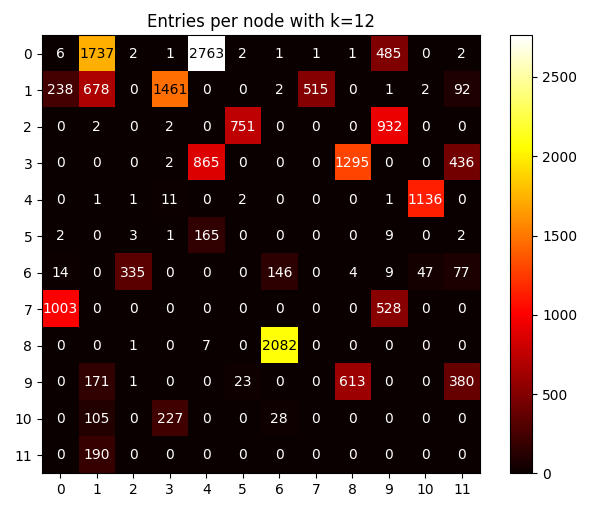 Entries per node with k=12
0 6 1737 2 1 2763 2 1 1 1 485 0 2
1 238 678 0 1461 0 0 2 515 0 1 2 92
2 0 2 0 2 0 751 0 0 0 932 0 0
3 0 0 0 2 865 0 0 0 1295 0 0 436
4 0 1 1 11 0 2 0 0 0 1 1136 0
5 2 0 3 1 165 0 0 0 0 9 0 2
6 14 0 335 0 0 0 146 0 4 9 47 77
7 1003 0 0 0 0 0 0 0 0 528 0 0
8 0 0 1 0 7 0 2082 0 0 0 0 0
9 0 171 1 0 0 23 0 0 613 0 0 380
10 0 105 0 227 0 0 28 0 0 0 0 0
11 0 190 0 0 0 0 0 0 0 0 0 0
0 1 2 3 4 5 6 7 8 9 10 11
2500
2000
1500
1000
500
0